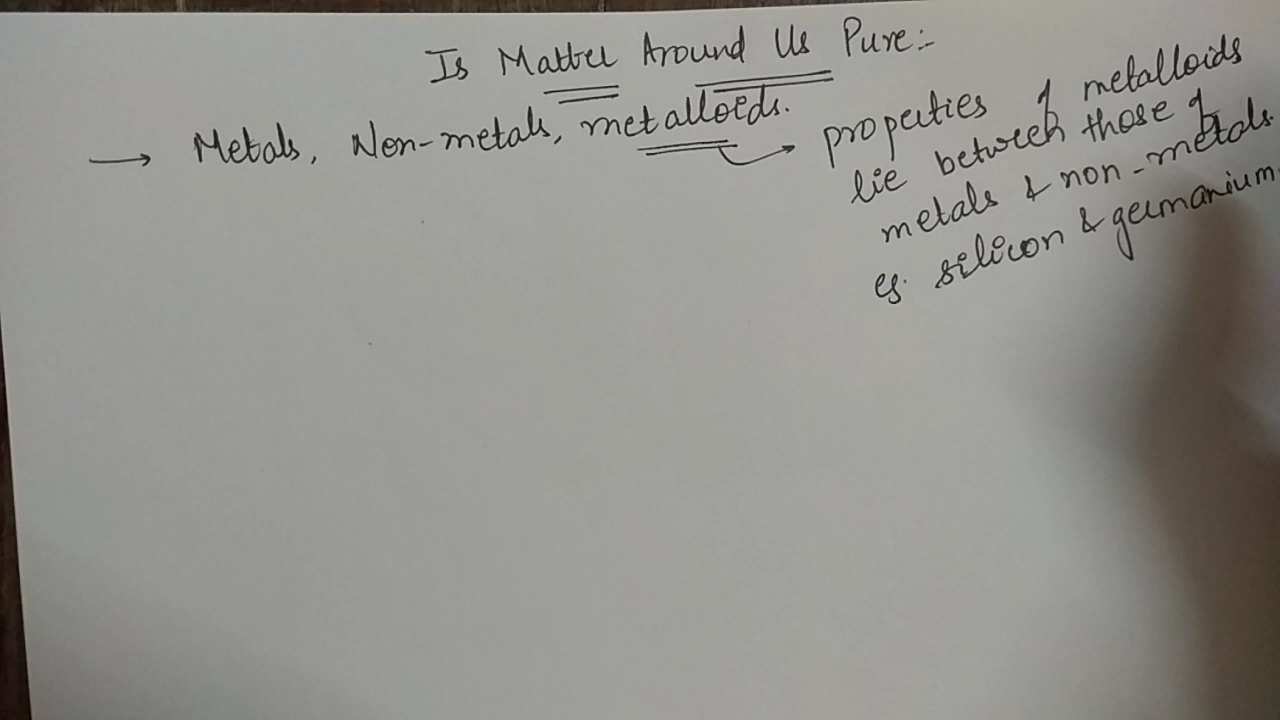 Is Matter Around Us Pure:-
→ Metals, Non-metals, metalloids.
→ properties of metalloids
lie between those of
metals & non-metals.
eg. silicon & germanium.